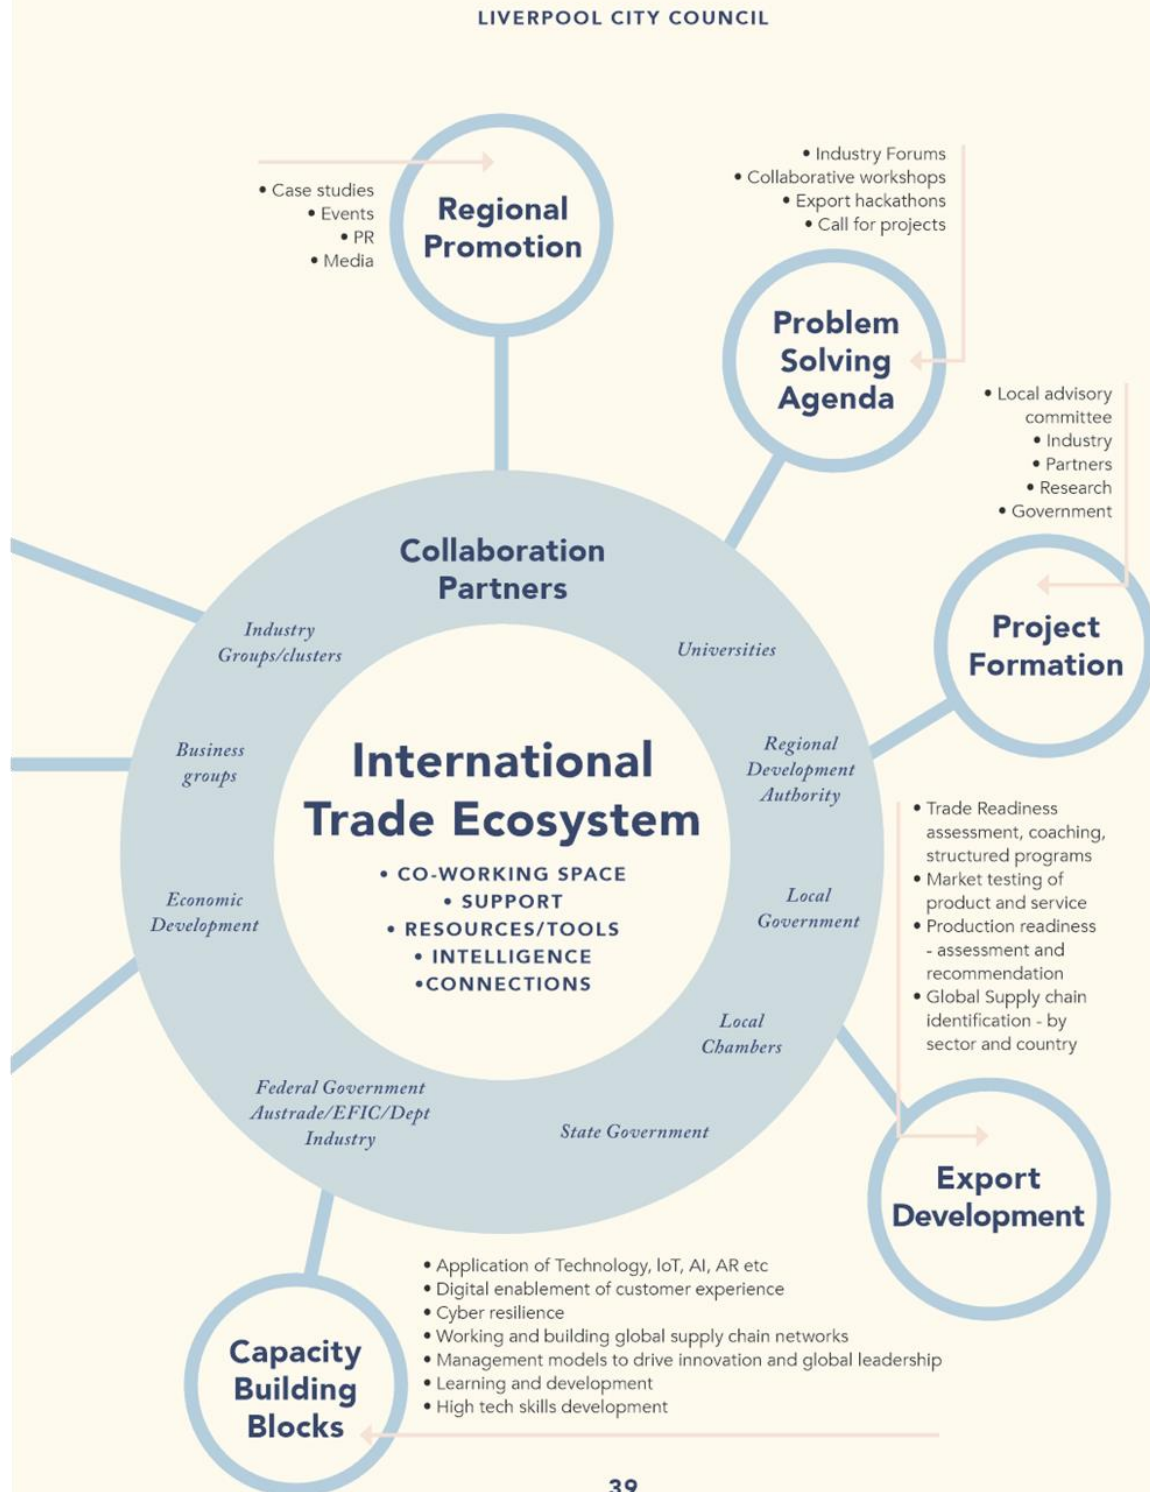 LIVERPOOL CITY COUNCIL
• Case studies
• Events
• PR
• Media
Regional
Promotion
• Industry Forums
• Collaborative workshops
• Export hackathons
• Call for projects
Problem
Solving
Agenda
• Local advisory
committee
• Industry
• Partners
• Research
• Government
Project
Formation
Collaboration
Partners
Industry
Groups/clusters
Universities
Business
groups
Regional
Development
Authority
Economic
Development
Local
Government
Local
Chambers
Federal Government
Austrade/EFIC/Dept
Industry
State Government
International
Trade Ecosystem
• CO-WORKING SPACE
• SUPPORT
• RESOURCES/TOOLS
• INTELLIGENCE
•CONNECTIONS
• Trade Readiness
assessment, coaching,
structured programs
• Market testing of
product and service
• Production readiness
- assessment and
recommendation
• Global Supply chain
identification - by
sector and country
Export
Development
• Application of Technology, IoT, AI, AR etc
• Digital enablement of customer experience
• Cyber resilience
• Working and building global supply chain networks
• Management models to drive innovation and global leadership
• Learning and development
• High tech skills development
Capacity
Building
Blocks
39